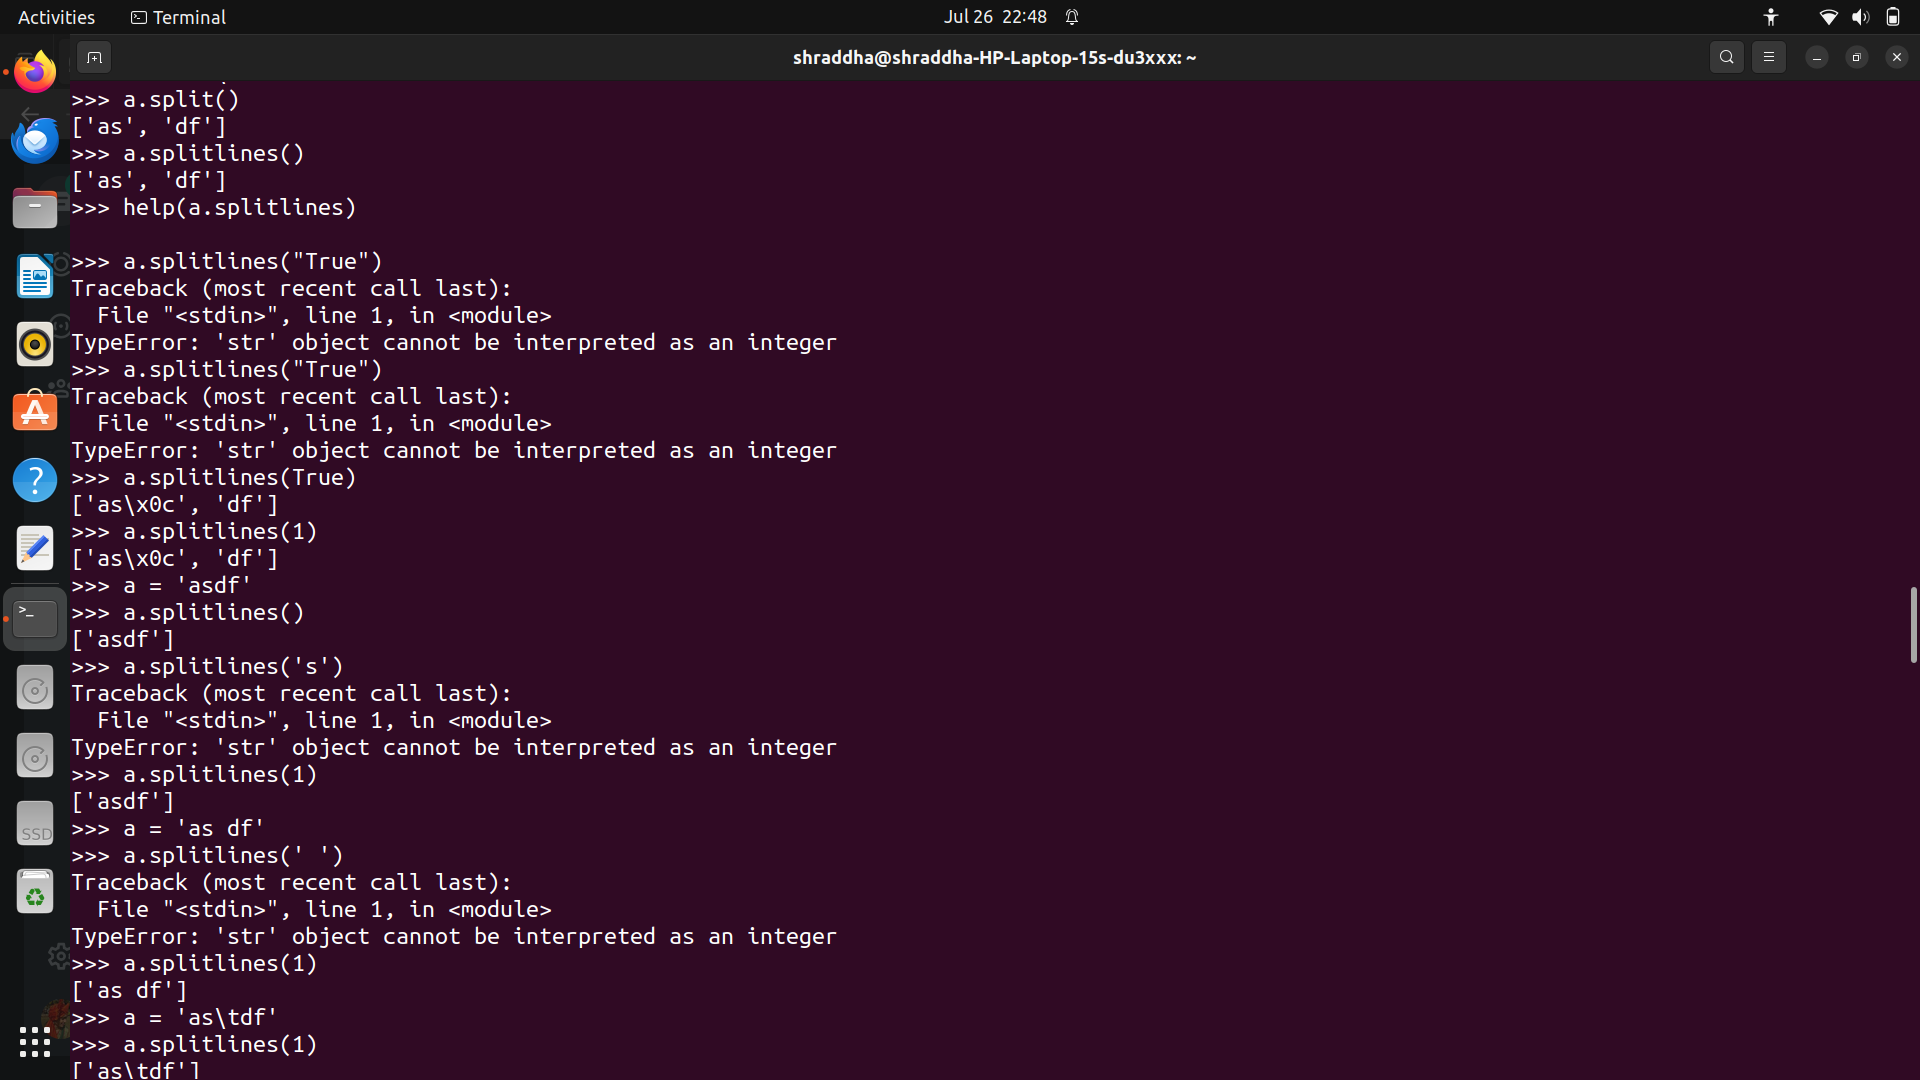 Activities Terminal Jul 26 22:48
shraddha@shraddha-HP-Laptop-15s-du3xxx: ~
>>> a.split()
['as', 'df']
>>> a.splitlines()
['as', 'df']
>>> help(a.splitlines)
>>> a.splitlines("True")
Traceback (most recent call last):
  File "<stdin>", line 1, in <module>
TypeError: 'str' object cannot be interpreted as an integer
>>> a.splitlines("True")
Traceback (most recent call last):
  File "<stdin>", line 1, in <module>
TypeError: 'str' object cannot be interpreted as an integer
>>> a.splitlines(True)
['as\x0c', 'df']
>>> a.splitlines(1)
['as\x0c', 'df']
>>> a = 'asdf'
>>> a.splitlines()
['asdf']
>>> a.splitlines('s')
Traceback (most recent call last):
  File "<stdin>", line 1, in <module>
TypeError: 'str' object cannot be interpreted as an integer
>>> a.splitlines(1)
['asdf']
>>> a = 'as df'
>>> a.splitlines(' ')
Traceback (most recent call last):
  File "<stdin>", line 1, in <module>
TypeError: 'str' object cannot be interpreted as an integer
>>> a.splitlines(1)
['as df']
>>> a = 'as\tdf'
>>> a.splitlines(1)
['as\tdf']
SSD